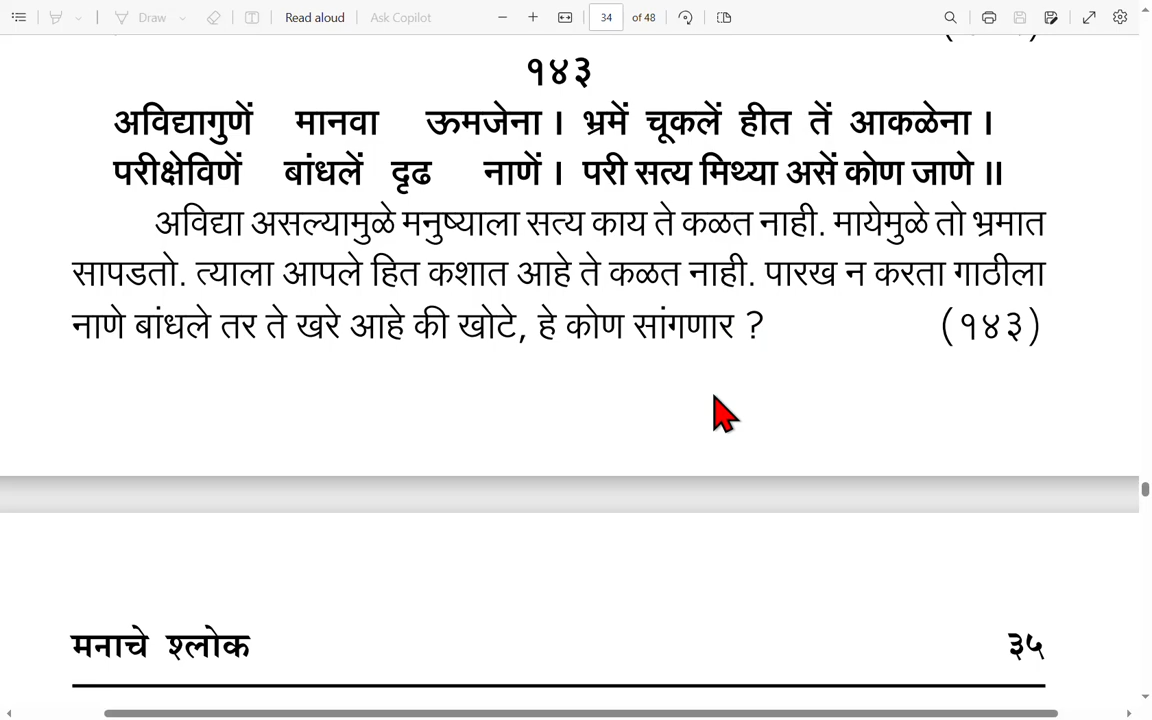 Draw
Read aloud
Ask Copilot
34
of 48
१४३
अविद्यागुणें मानवा ऊमजेना । भ्रमें चूकलें हीत तें आकळेना ।
परीक्षेविणें बांधलें दृढ नाणें । परी सत्य मिथ्या असें कोण जाणे ॥
अविद्या असल्यामुळे मनुष्याला सत्य काय ते कळत नाही. मायेमुळे तो भ्रमात
सापडतो. त्याला आपले हित कशात आहे ते कळत नाही. पारख न करता गाठीला
नाणे बांधले तर ते खरे आहे की खोटे, हे कोण सांगणार ? (१४३)
मनाचे श्लोक ३५